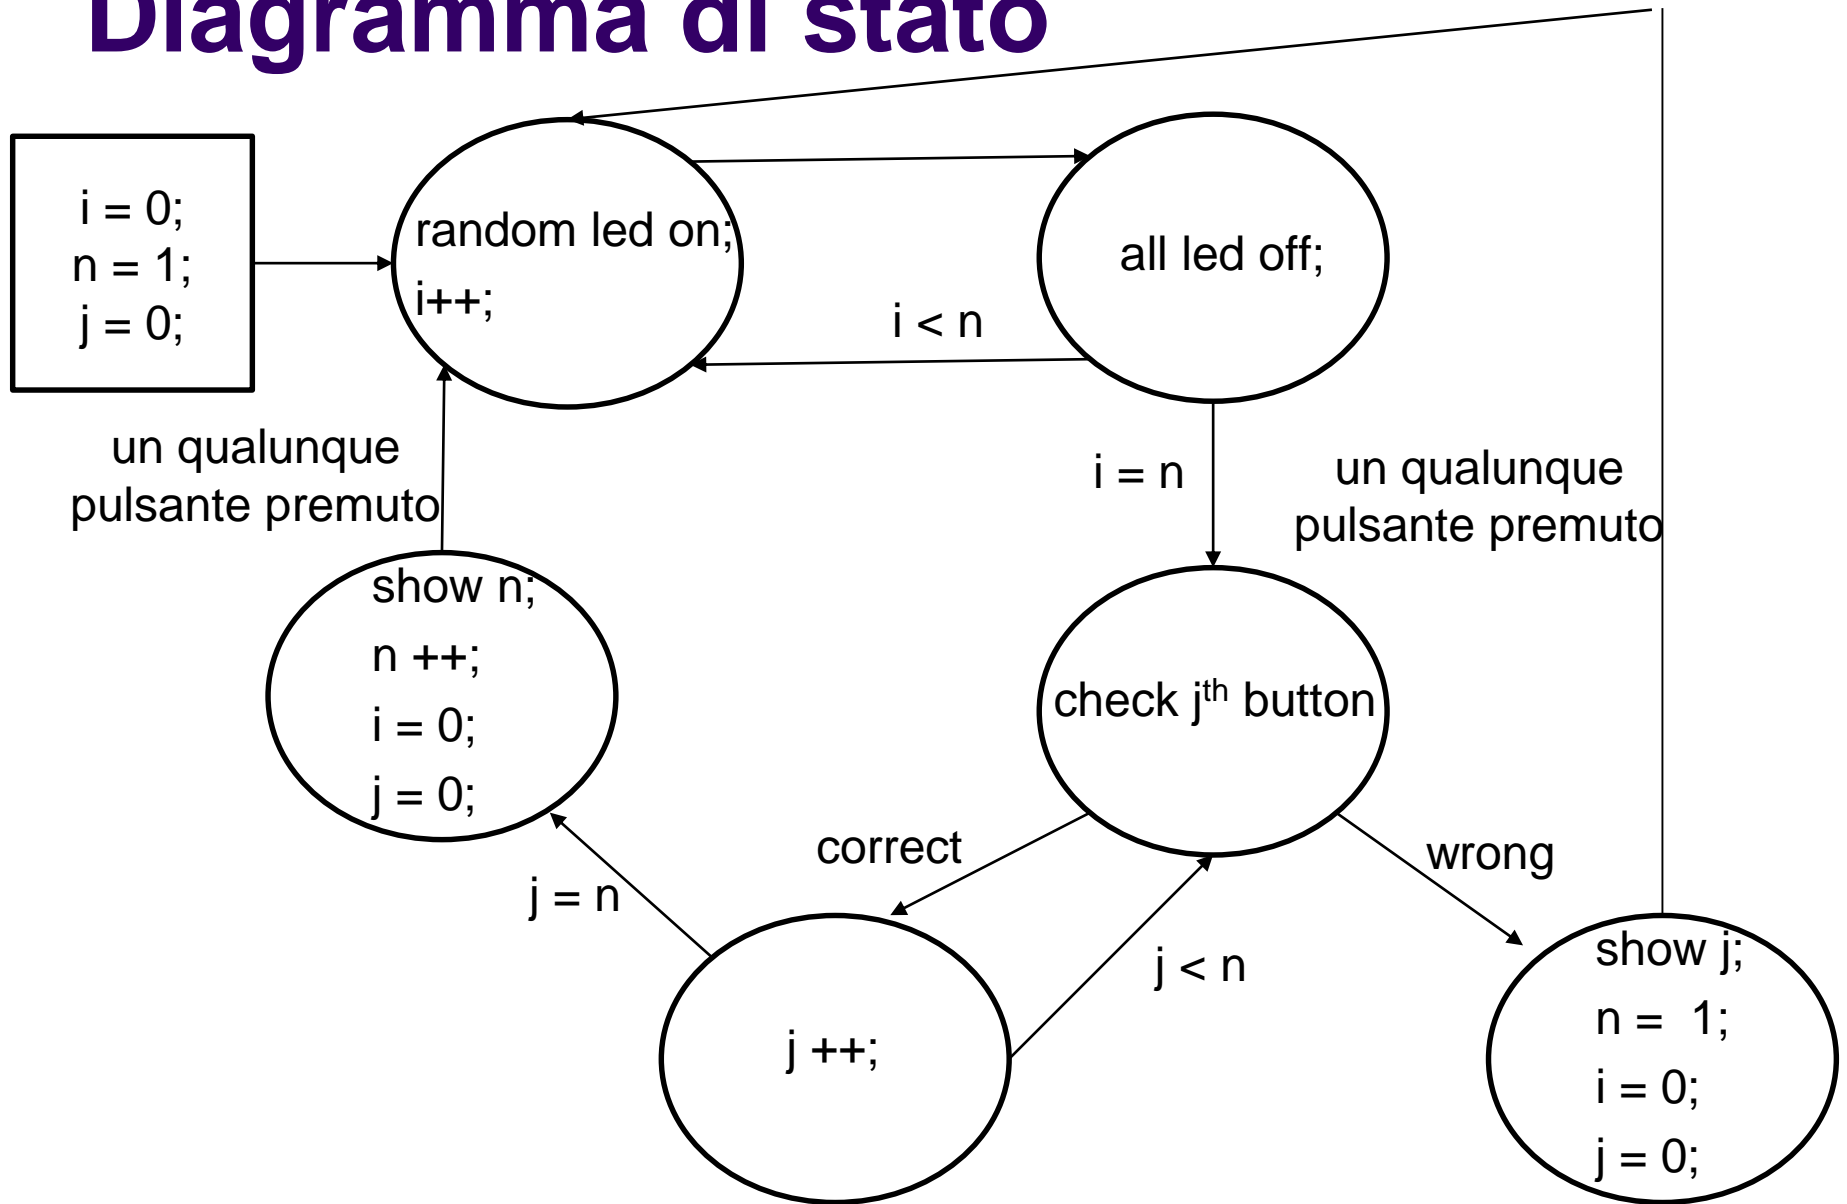 Diagramma di stato
i = 0;
n = 1;
j = 0;
random led on;
i++;
all led off;
i < n
un qualunque
pulsante premuto
i = n
un qualunque
pulsante premuto
show n;
n ++;
i = 0;
j = 0;
check jth button
correct
wrong
j = n
j < n
j ++;
show j;
n =  1;
i = 0;
j = 0;